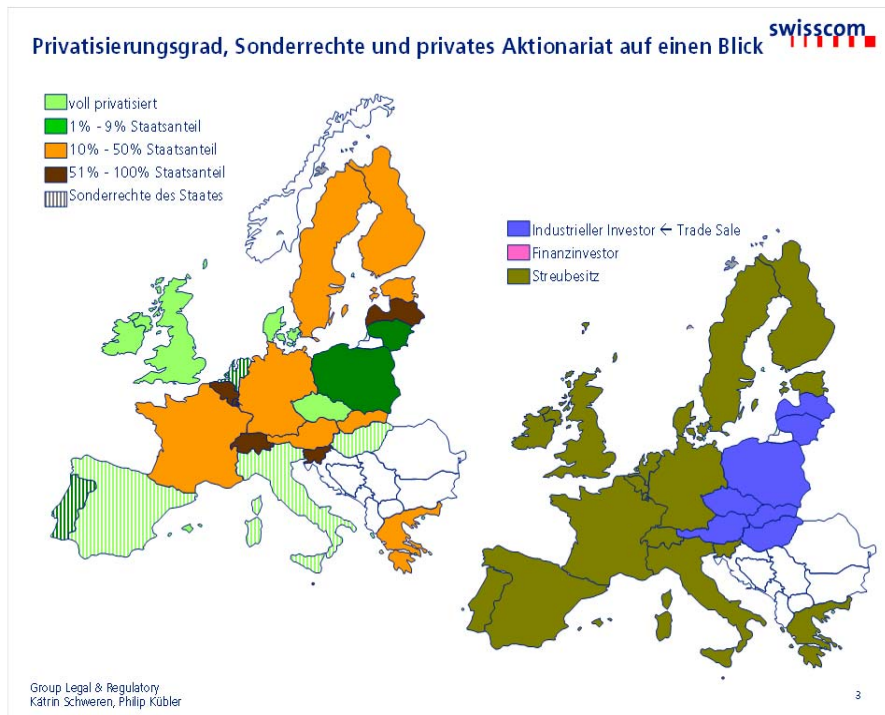 Privatisierungsgrad, Sonderrechte und privates Aktionariat auf einen Blick
swisscom
voll privatisiert
1% - 9% Staatsanteil
10% - 50% Staatsanteil
51% - 100% Staatsanteil
Sonderrechte des Staates
Industrieller Investor ← Trade Sale
Finanzinvestor
Streubesitz
Group Legal & Regulatory
Katrin Schweren, Philip Kübler
3